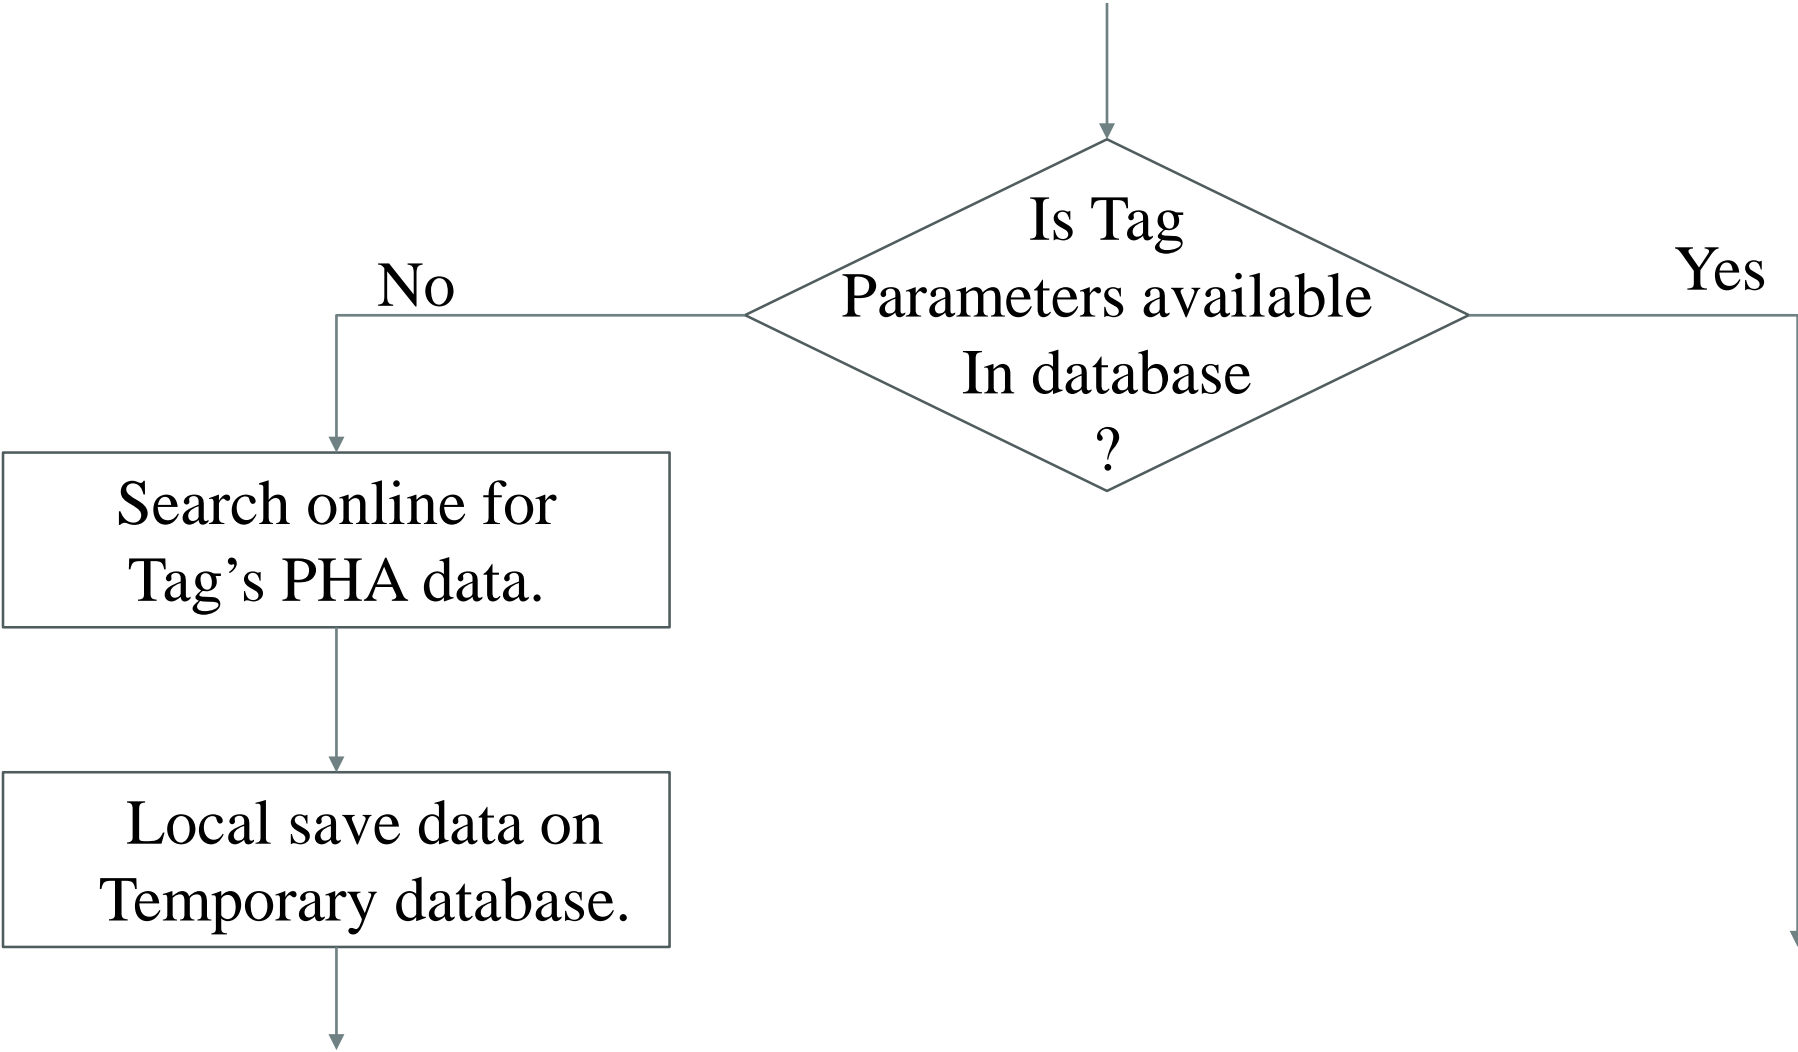 Is Tag
Parameters available
In database
?
No
Yes
Search online for
Tag’s PHA data.
Local save data on
Temporary database.